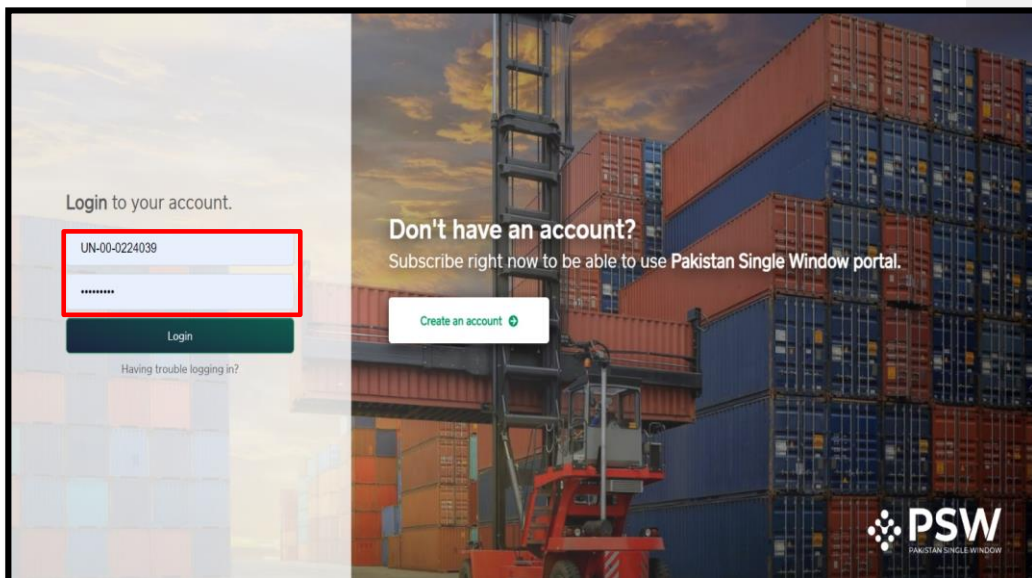 Login to your account.
UN-00-0224039
•••••••••
Login
Having trouble logging in?
Don't have an account?
Subscribe right now to be able to use Pakistan Single Window portal.
Create an account
PSW
PAKISTAN SINGLE WINDOW